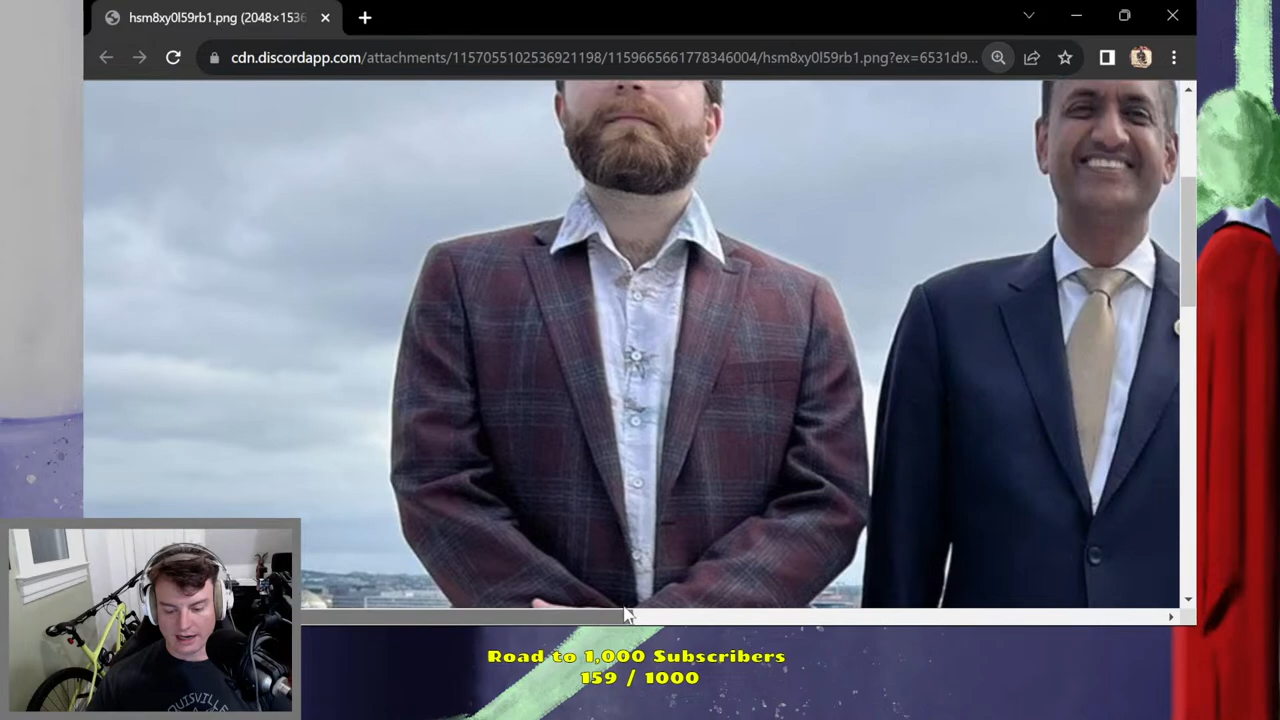 hsm8xy0l59rb1.png (2048×1536
cdn.discordapp.com/attachments/1157055102536921198/1159665661778346004/hsm8xy0l59rb1.png?ex=6531d9...
Road to 1,000 Subscribers
159 / 1000